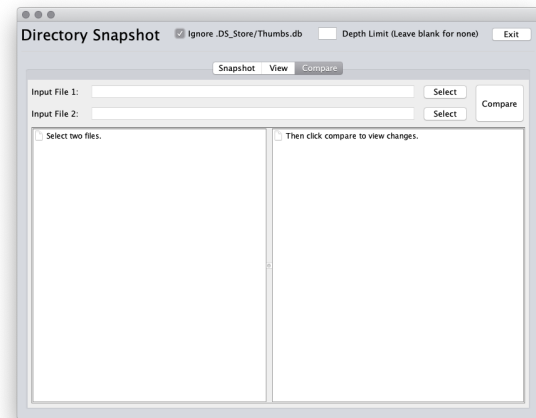 Directory Snapshot Ignore .DS_Store/Thumbs.db Depth Limit (Leave blank for none) Exit
Snapshot View Compare
Input File 1: Select
Compare
Input File 2: Select
Select two files. Then click compare to view changes.